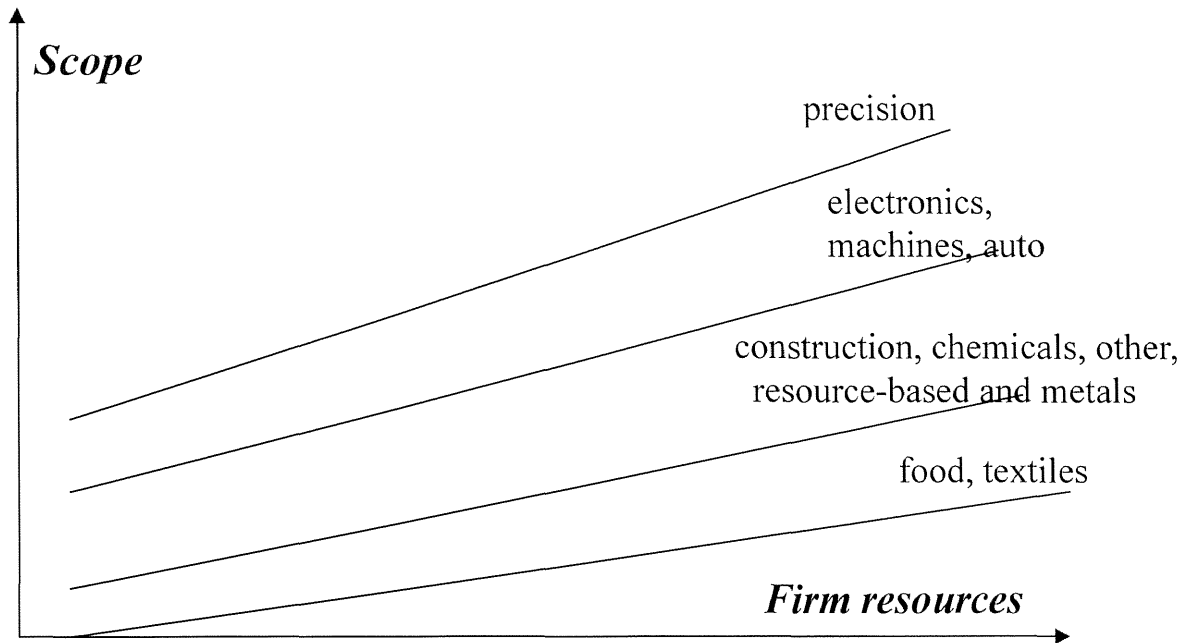 Scope
precision
electronics,
machines, auto
construction, chemicals, other,
resource-based and metals
food, textiles
Firm resources